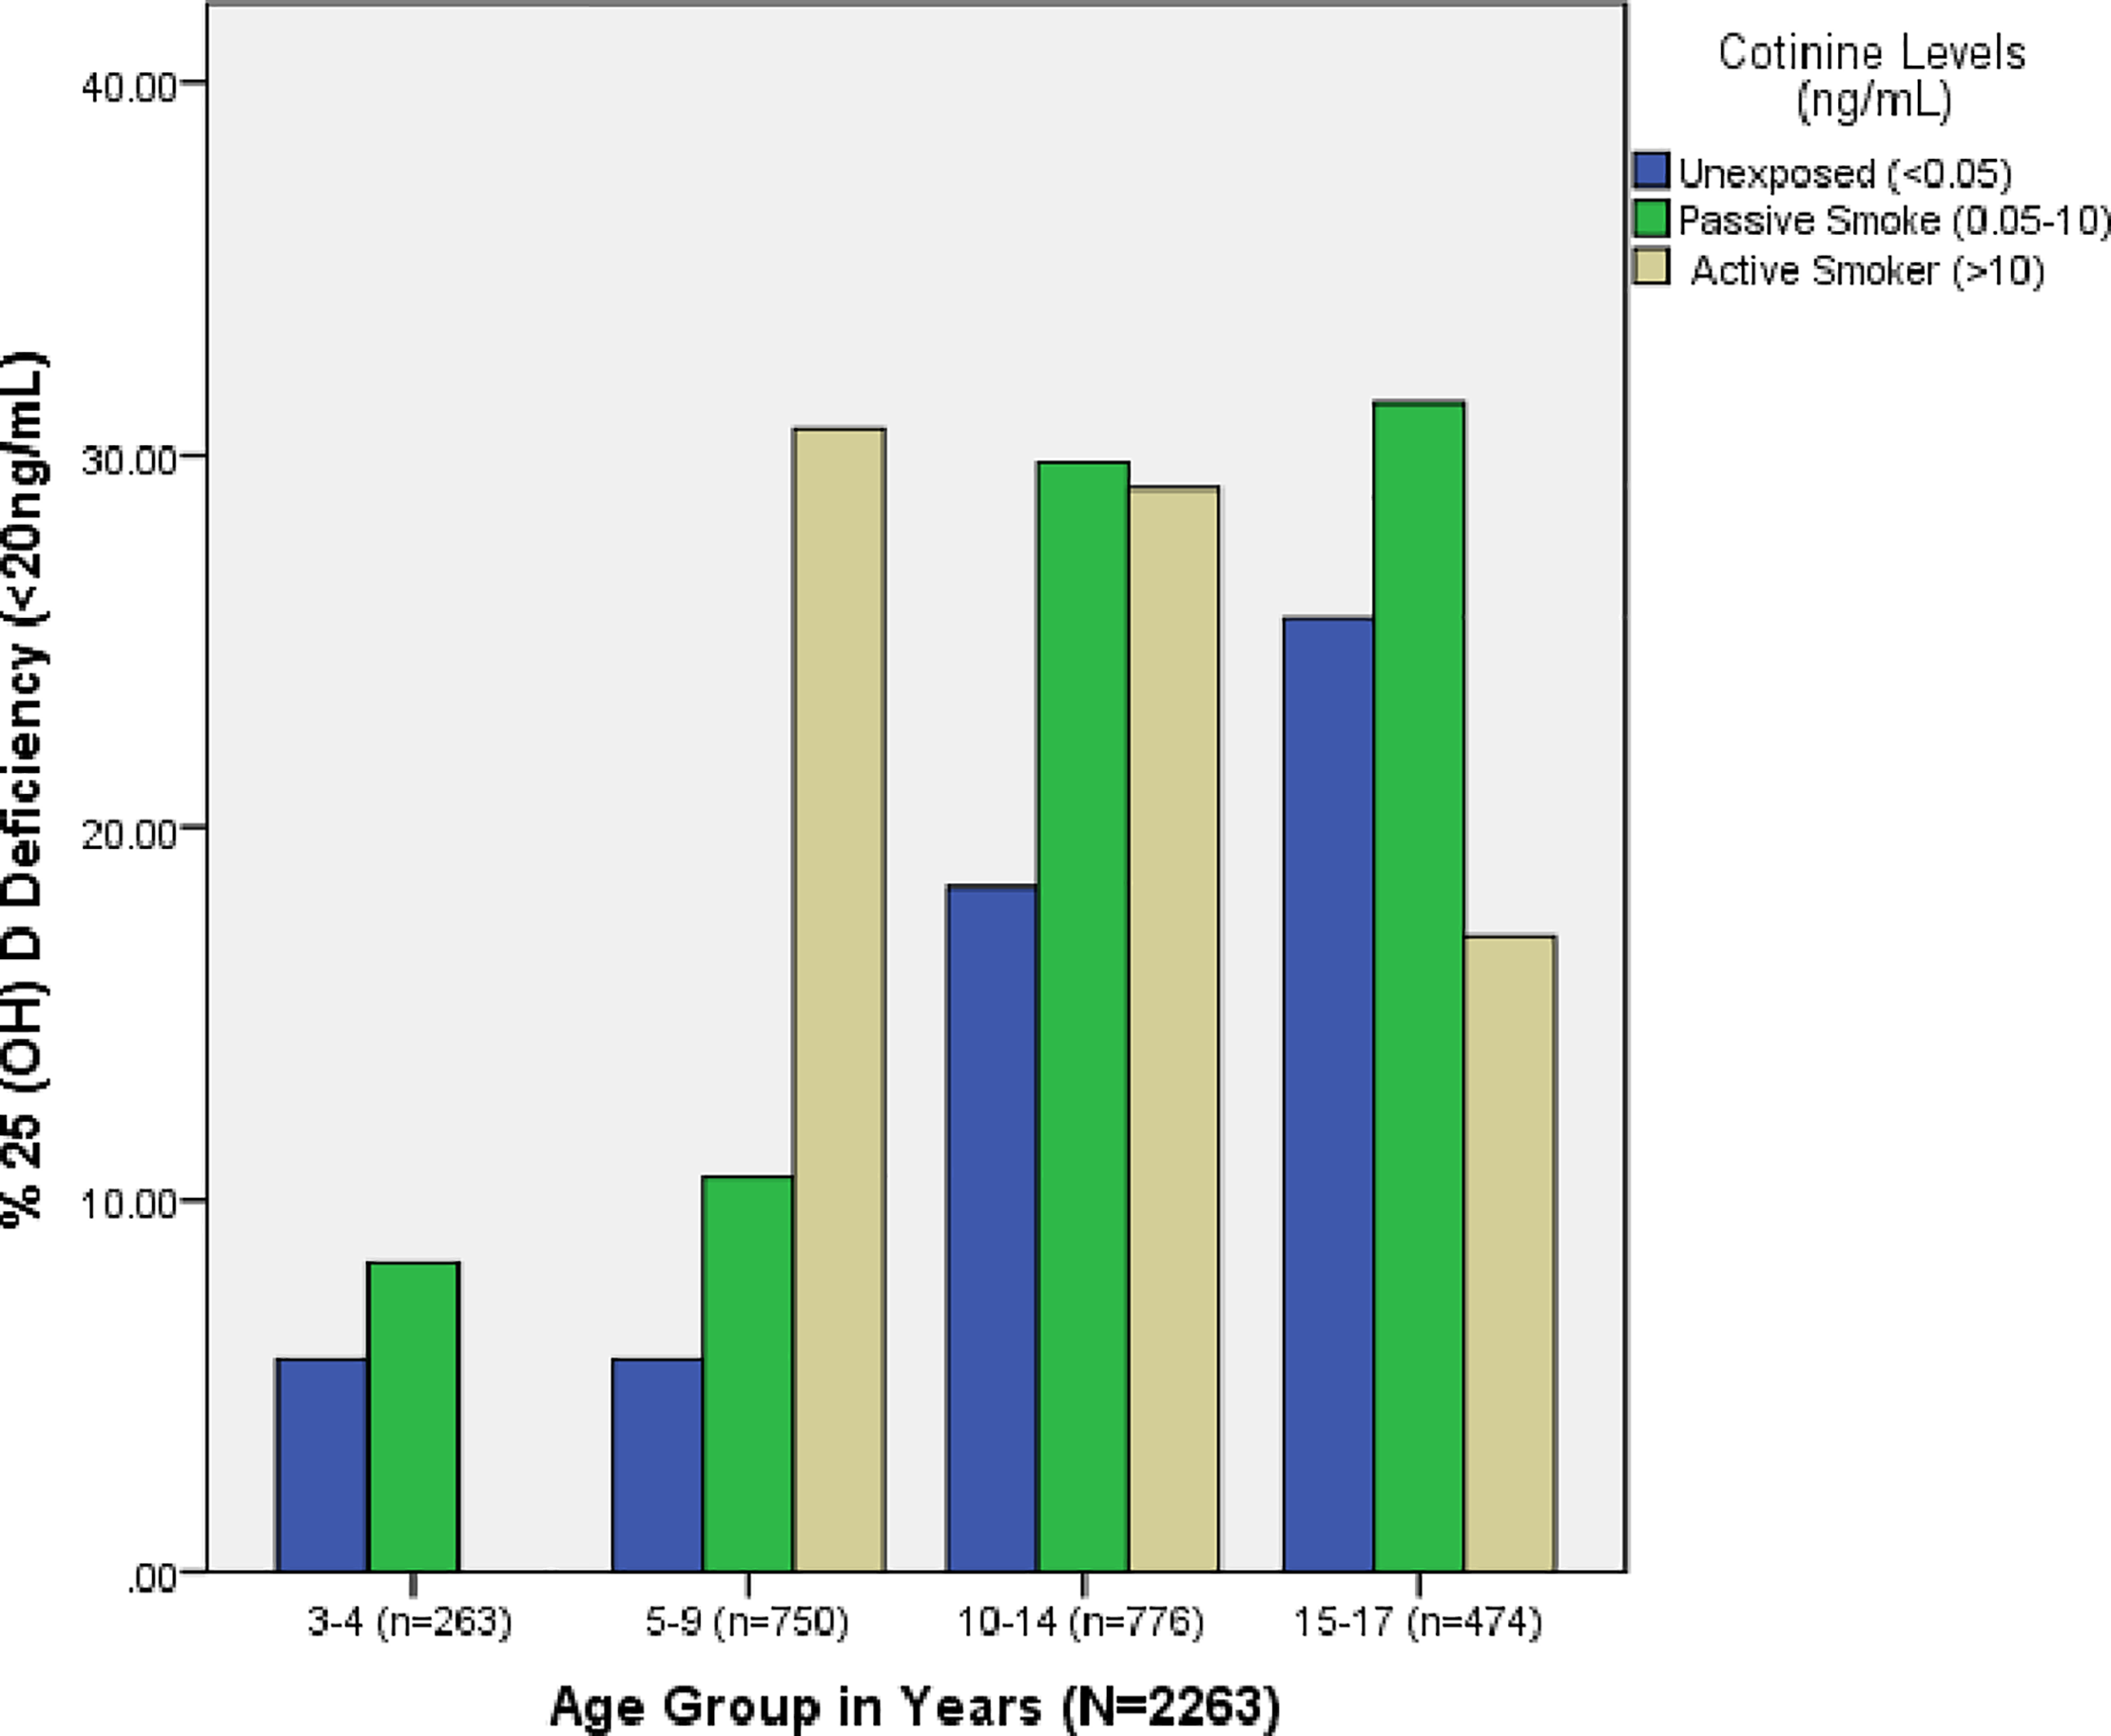 % 25 (OH) D Deficiency (<20ng/mL)
40.00
30.00
20.00
10.00
.00
3-4 (n=263)
5-9 (n=750)
10-14 (n=776)
15-17 (n=474)
Age Group in Years (N=2263)
Cotinine Levels
(ng/mL)
Unexposed (<0.05)
Passive Smoke (0.05-10)
Active Smoker (>10)